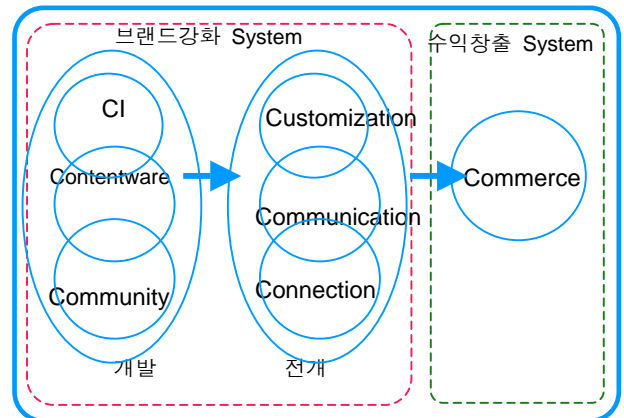 브랜드강화 System
수익창출 System
CI
Contentware
Community
개발
Customization
Communication
Connection
전개
Commerce